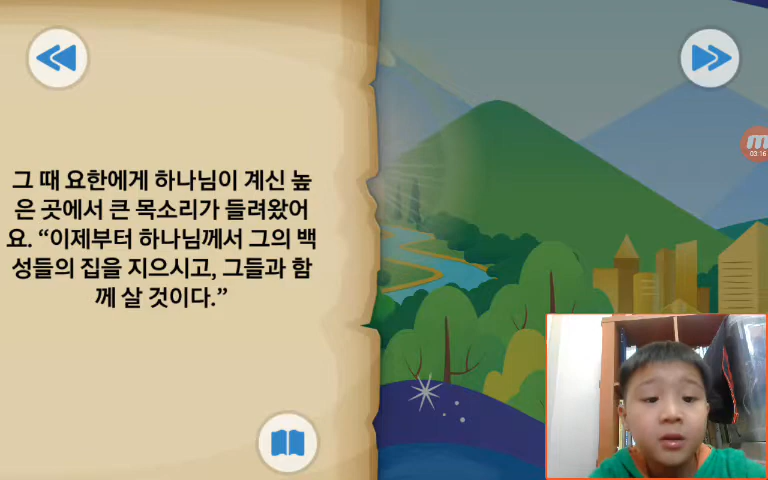 그 때 요한에게 하나님이 계신 높
은 곳에서 큰 목소리가 들려왔어
요. “이제부터 하나님께서 그의 백
성들의 집을 지으시고, 그들과 함
께 살 것이다.”
03:16